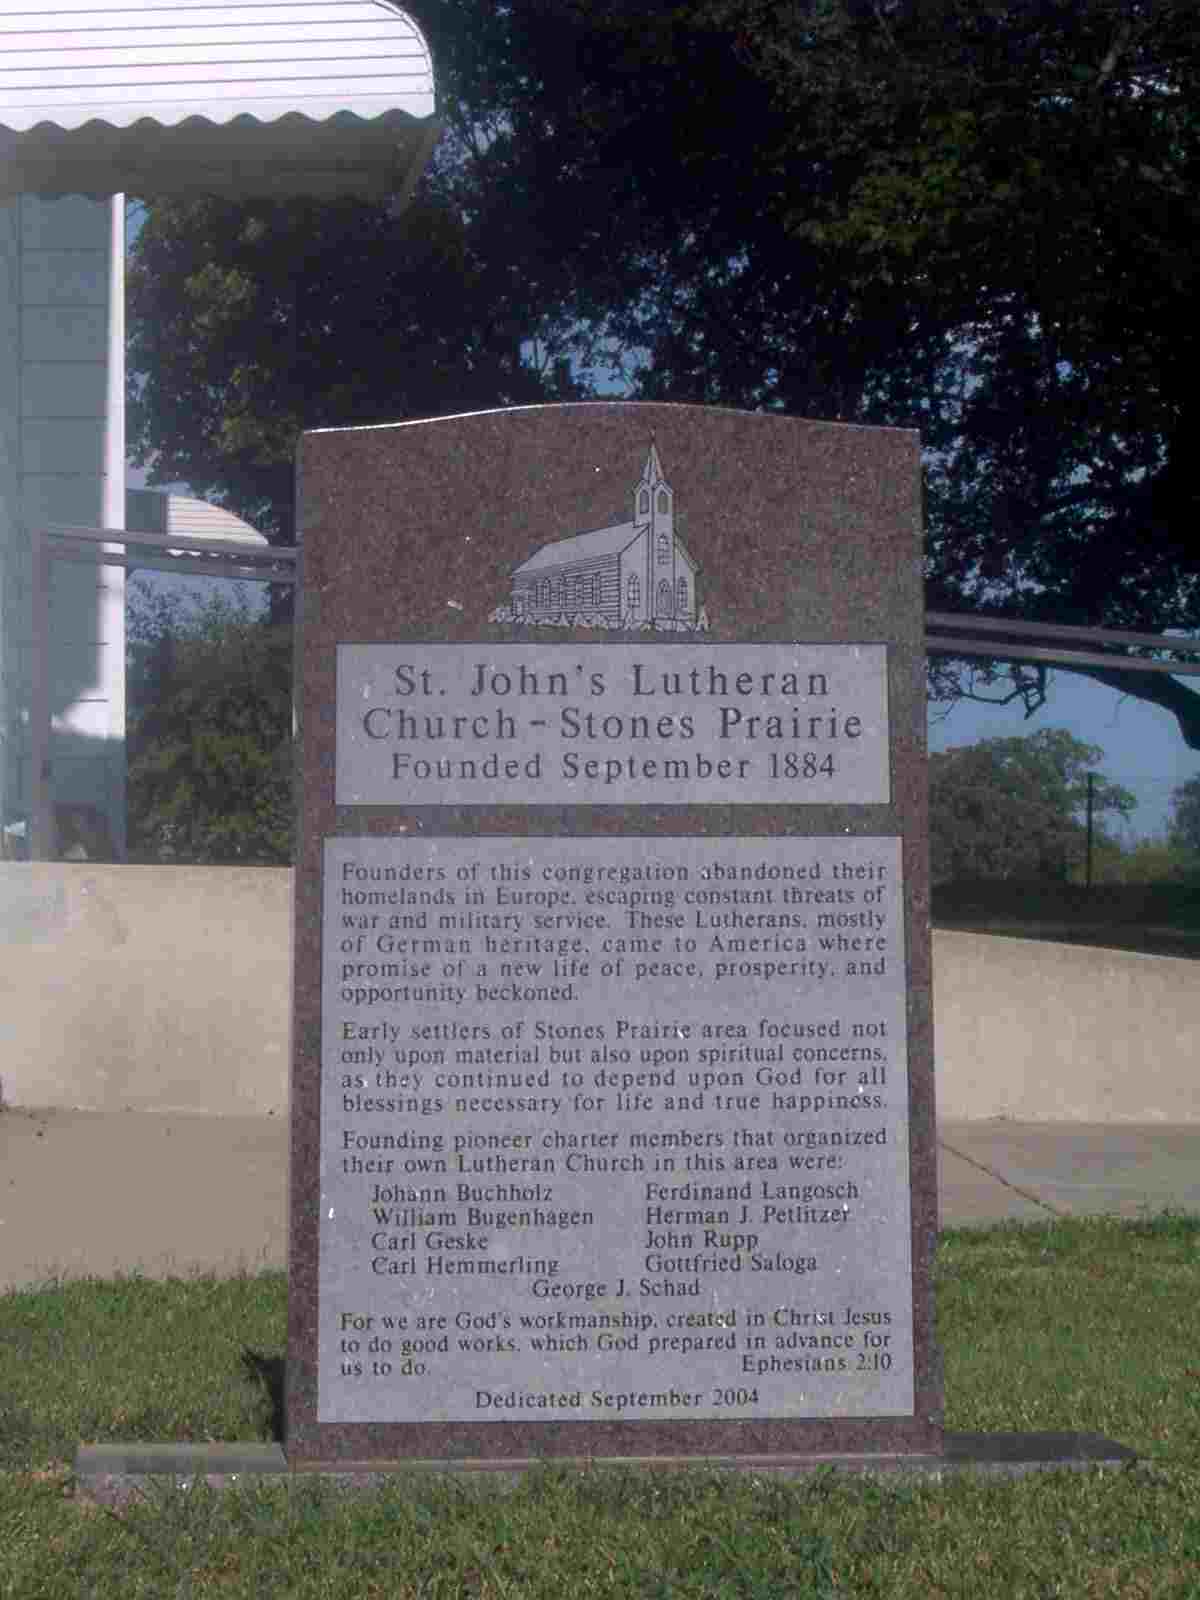 St. John's Lutheran
Church - Stones Prairie
Founded September 1884
Founders of this congregation abandoned their
homelands in Europe, escaping constant threats of
war and military service. These Lutherans, mostly
of German heritage, came to America where
promise of a new life of peace, prosperity, and
opportunity beckoned.
Early settlers of Stones Prairie area focused not
only upon material but also upon spiritual concerns,
as they continued to depend upon God for all
blessings necessary for life and true happiness.
Founding pioneer charter members that organized
their own Lutheran Church in this area were:
Johann Buchholz Ferdinand Langosch
William Bugenhagen Herman J. Petlitzer
Carl Geske John Rupp
Carl Hemmerling Gottfried Saloga
George J. Schad
For we are God's workmanship, created in Christ Jesus
to do good works, which God prepared in advance for
us to do. Ephesians 2:10
Dedicated September 2004